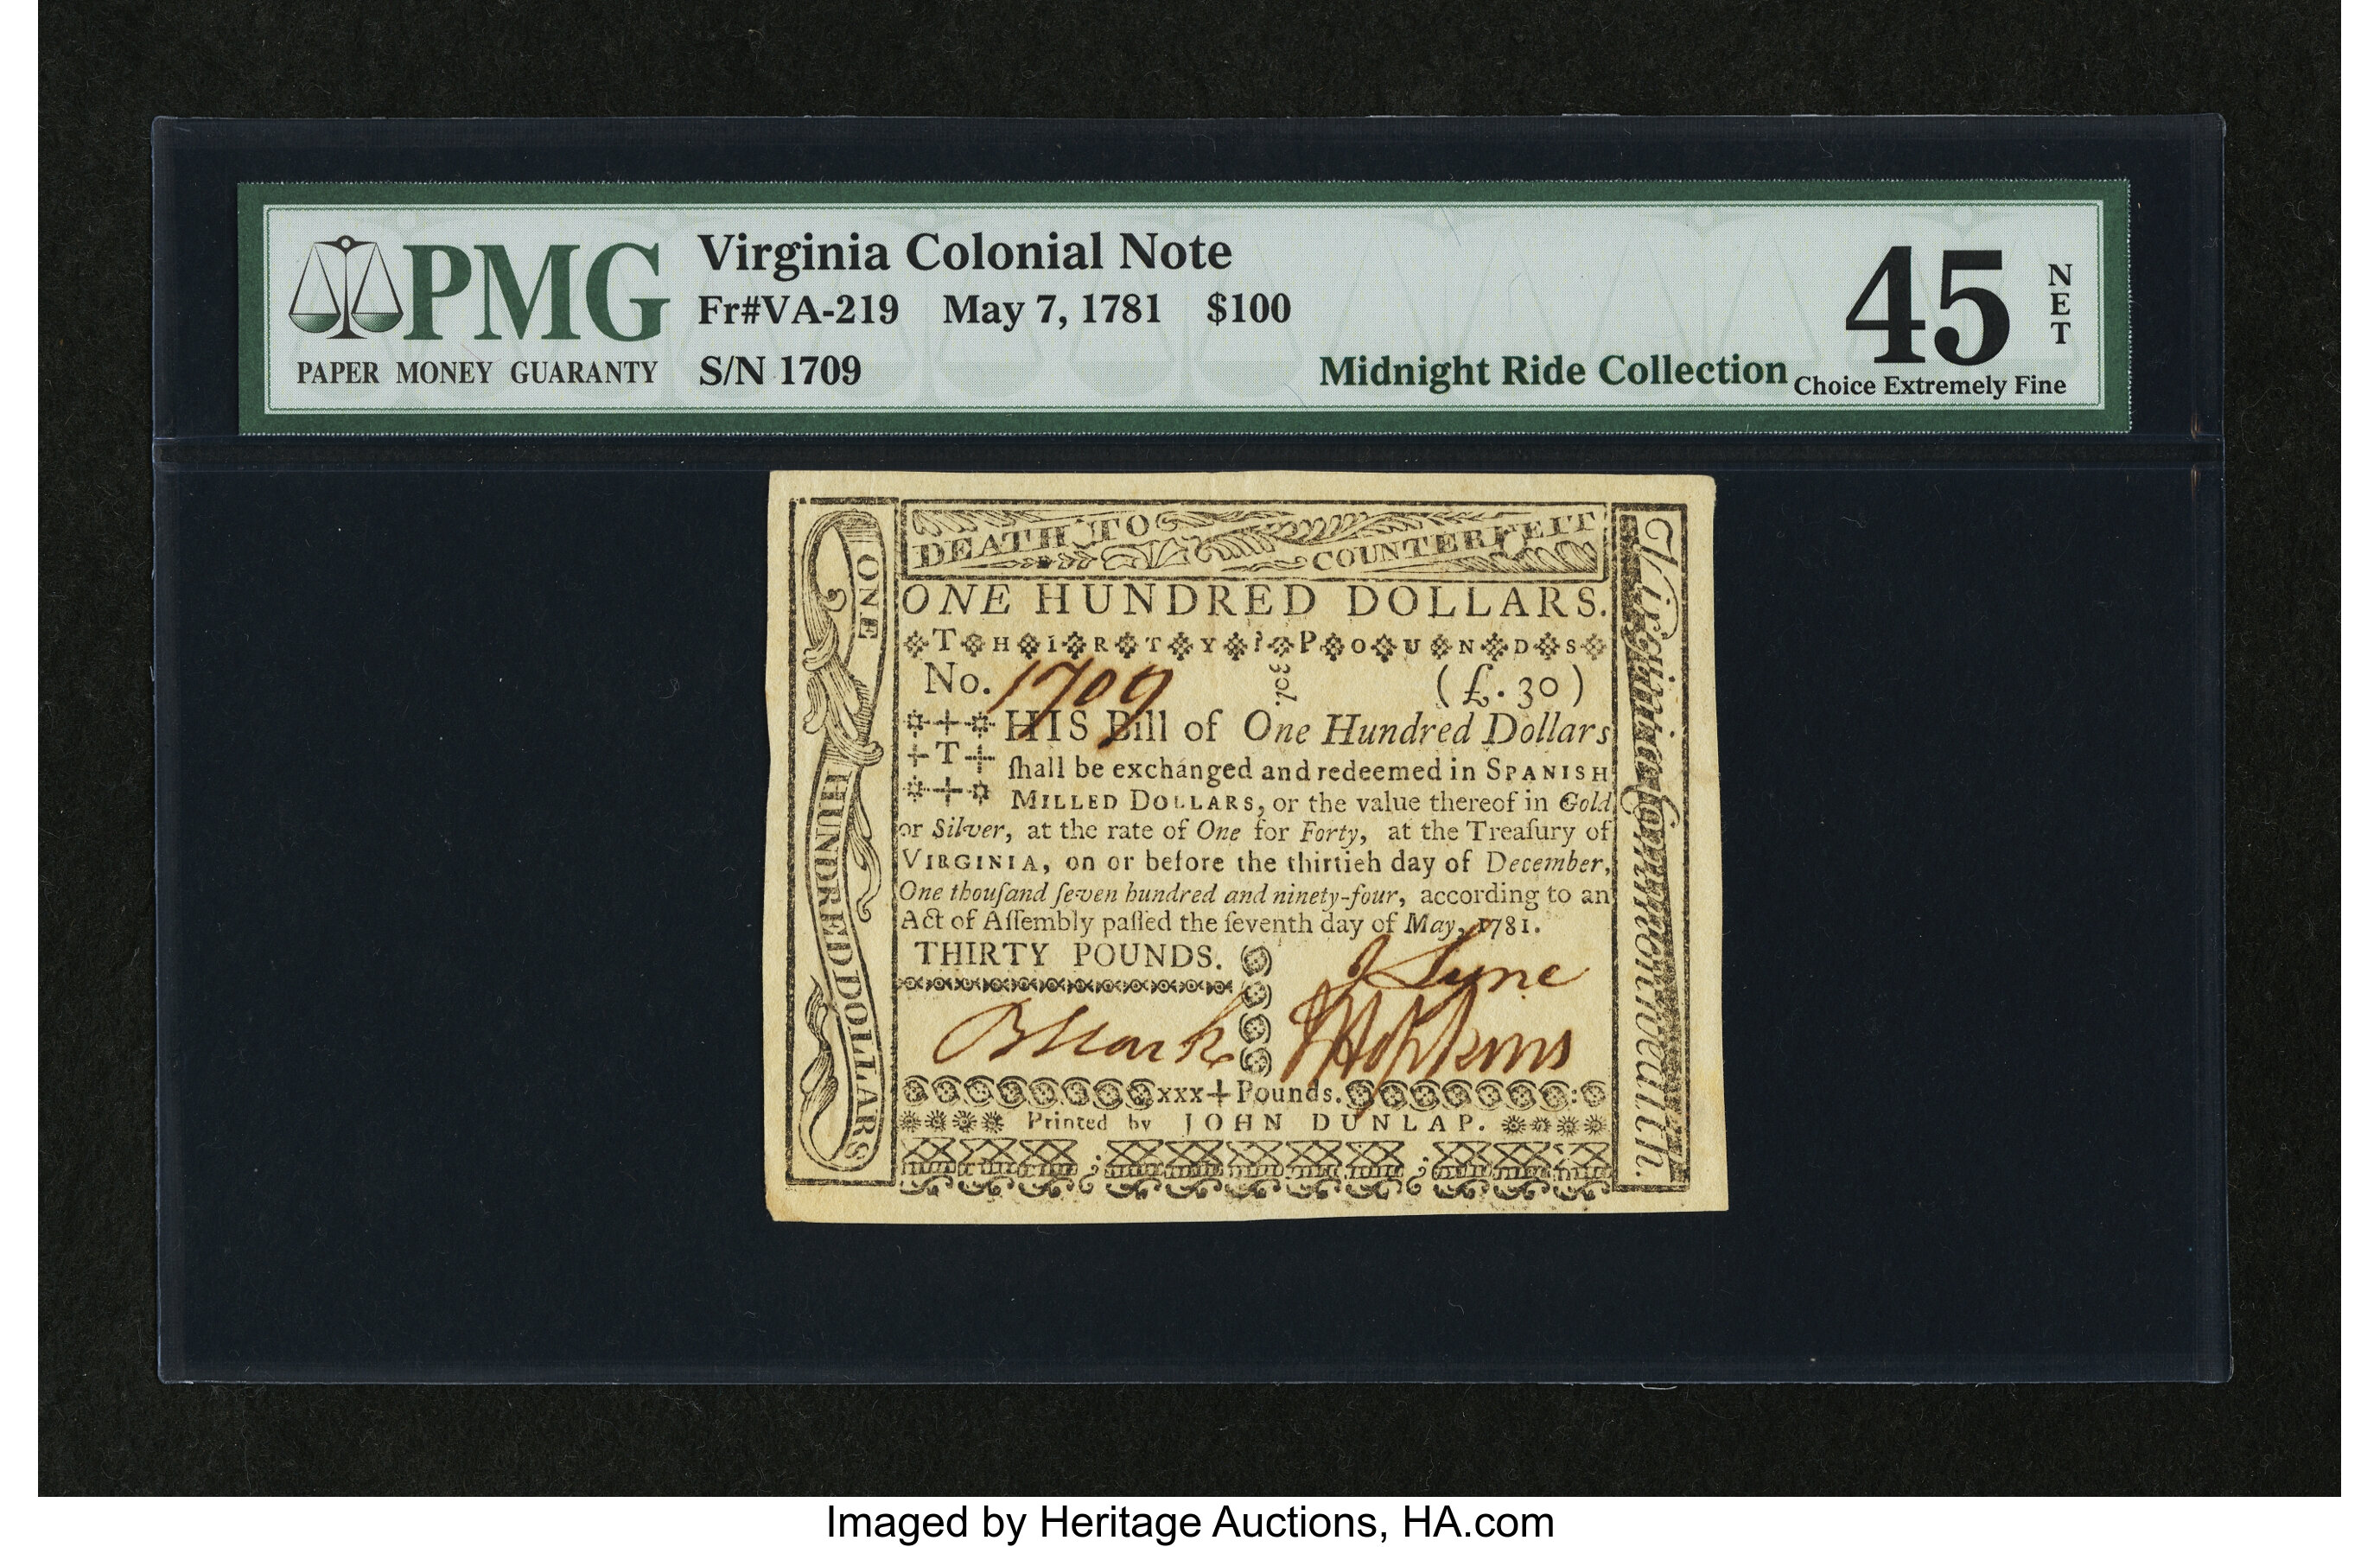 PMG
PAPER MONEY GUARANTY
Virginia Colonial Note
Fr#VA-219 May 7, 1781 $100
S/N 1709
Midnight Ride Collection
45
NET
Choice Extremely Fine
DEATH TO COUNTERFEIT
ONE HUNDRED DOLLARS
ONE HUNDRED DOLLARS.
THIRTY POUNDS
No. 1709 30l. (£.30)
THIS Bill of One Hundred Dollars
ſhall be exchanged and redeemed in SPANISH
MILLED DOLLARS, or the value thereof in Gold
or Silver, at the rate of One for Forty, at the Treaſury of
VIRGINIA, on or before the thirtieh day of December,
One thouſand ſeven hundred and ninety-four, according to an
Act of Aſſembly paſſed the ſeventh day of May, 1781.
THIRTY POUNDS.
J Lyne
B Stark
J Hopkins
xxx+Pounds.
Printed by JOHN DUNLAP.
Virginia Commonwealth.
Imaged by Heritage Auctions, HA.com